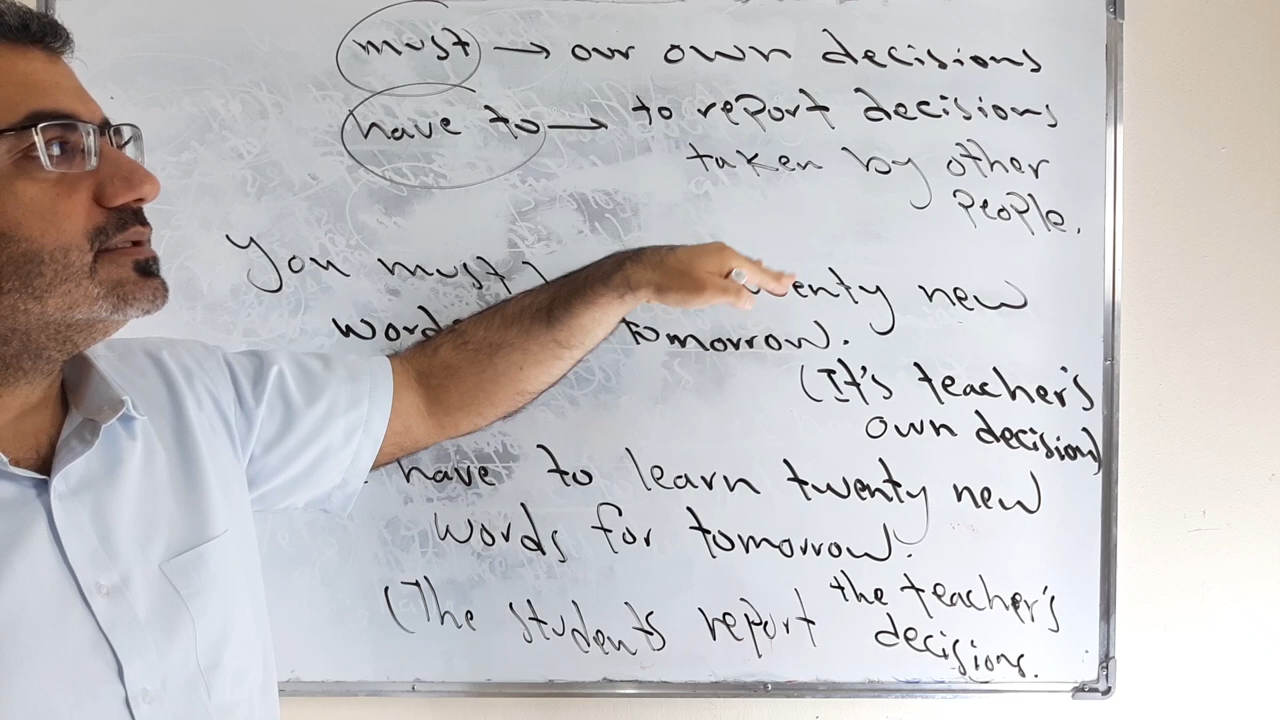 must → our own decisions
have to → to report decisions
taken by other
people.
You must twenty new
words tomorrow.
(It's teacher's
own decision)
have to learn twenty new
words for tomorrow.
(The students report the teacher's
decisions.